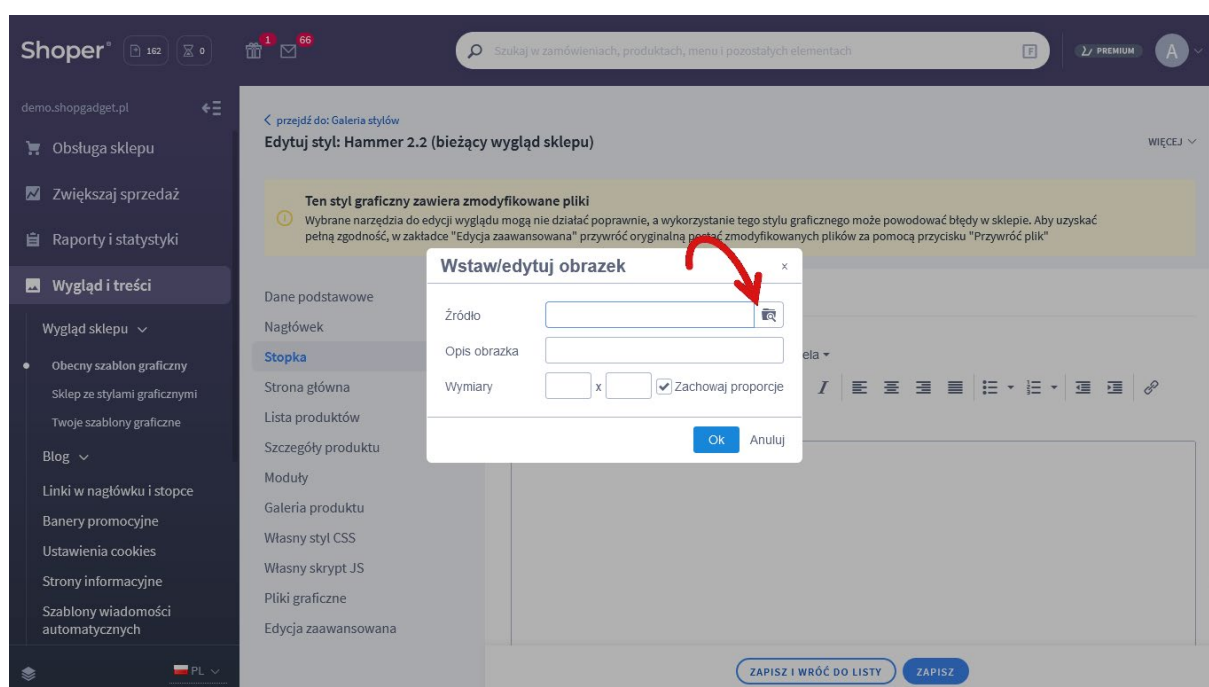 Shoper
162
0
1
66
Szukaj w zamówieniach, produktach, menu i pozostałych elementach
F
PREMIUM
A
demo.shopgadget.pl
Obsługa sklepu
Zwiększaj sprzedaż
Raporty i statystyki
Wygląd i treści
Wygląd sklepu
Obecny szablon graficzny
Sklep ze stylami graficznymi
Twoje szablony graficzne
Blog
Linki w nagłówku i stopce
Banery promocyjne
Ustawienia cookies
Strony informacyjne
Szablony wiadomości
automatycznych
PL
przejdź do: Galeria stylów
Edytuj styl: Hammer 2.2 (bieżący wygląd sklepu)
WIĘCEJ
Ten styl graficzny zawiera zmodyfikowane pliki
Wybrane narzędzia do edycji wyglądu mogą nie działać poprawnie, a wykorzystanie tego stylu graficznego może powodować błędy w sklepie. Aby uzyskać
pełną zgodność, w zakładce "Edycja zaawansowana" przywróć oryginalną postać zmodyfikowanych plików za pomocą przycisku "Przywróć plik"
Dane podstawowe
Nagłówek
Stopka
Strona główna
Lista produktów
Szczegóły produktu
Moduły
Galeria produktu
Własny styl CSS
Własny skrypt JS
Pliki graficzne
Edycja zaawansowana
Wstaw/edytuj obrazek
x
Źródło
Opis obrazka
Wymiary
x
Zachowaj proporcje
Ok
Anuluj
ela
I
ZAPISZ I WRÓĆ DO LISTY
ZAPISZ